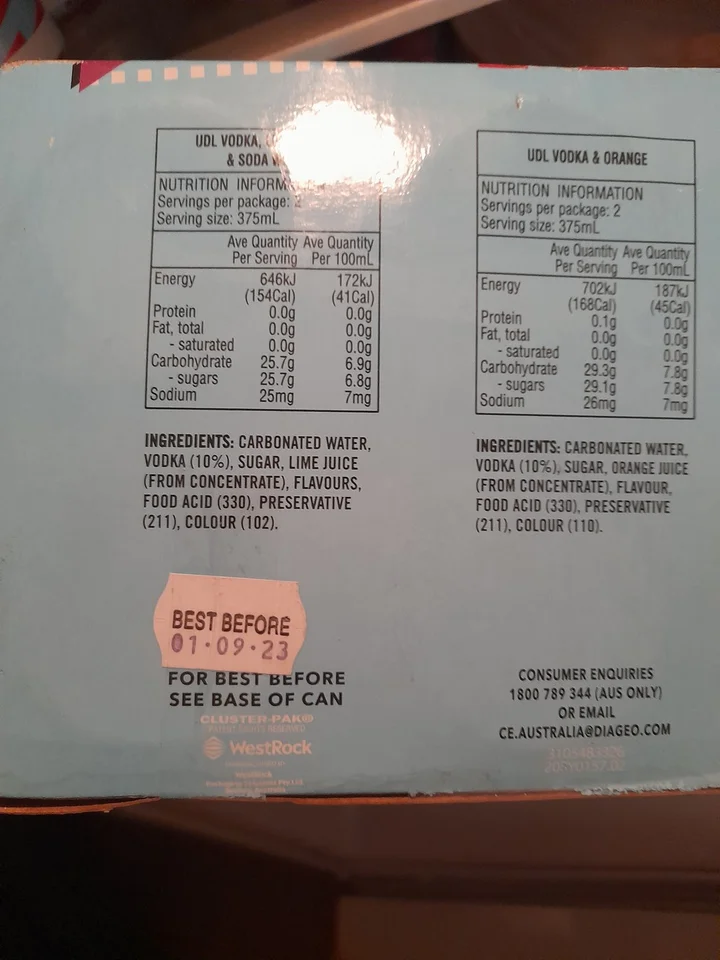 UDL VODKA,
& SODA
NUTRITION INFORM
Servings per package: 2
Serving size: 375mL
Ave Quantity Ave Quantity
Per Serving Per 100mL
Energy 646kJ 172kJ
(154Cal) (41Cal)
Protein 0.0g 0.0g
Fat, total 0.0g 0.0g
- saturated 0.0g 0.0g
Carbohydrate 25.7g 6.9g
- sugars 25.7g 6.8g
Sodium 25mg 7mg
INGREDIENTS: CARBONATED WATER,
VODKA (10%), SUGAR, LIME JUICE
(FROM CONCENTRATE), FLAVOURS,
FOOD ACID (330), PRESERVATIVE
(211), COLOUR (102).
BEST BEFORE
01·09·23
FOR BEST BEFORE
SEE BASE OF CAN
CLUSTER-PAK®
PATENT RIGHTS RESERVED
WestRock
WestRock
UDL VODKA & ORANGE
NUTRITION INFORMATION
Servings per package: 2
Serving size: 375mL
Ave Quantity Ave Quantity
Per Serving Per 100mL
Energy 702kJ 187kJ
(168Cal) (45Cal)
Protein 0.1g 0.0g
Fat, total 0.0g 0.0g
- saturated 0.0g 0.0g
Carbohydrate 29.3g 7.8g
- sugars 29.1g 7.8g
Sodium 26mg 7mg
INGREDIENTS: CARBONATED WATER,
VODKA (10%), SUGAR, ORANGE JUICE
(FROM CONCENTRATE), FLAVOUR,
FOOD ACID (330), PRESERVATIVE
(211), COLOUR (110).
CONSUMER ENQUIRIES
1800 789 344 (AUS ONLY)
OR EMAIL
CE.AUSTRALIA@DIAGEO.COM